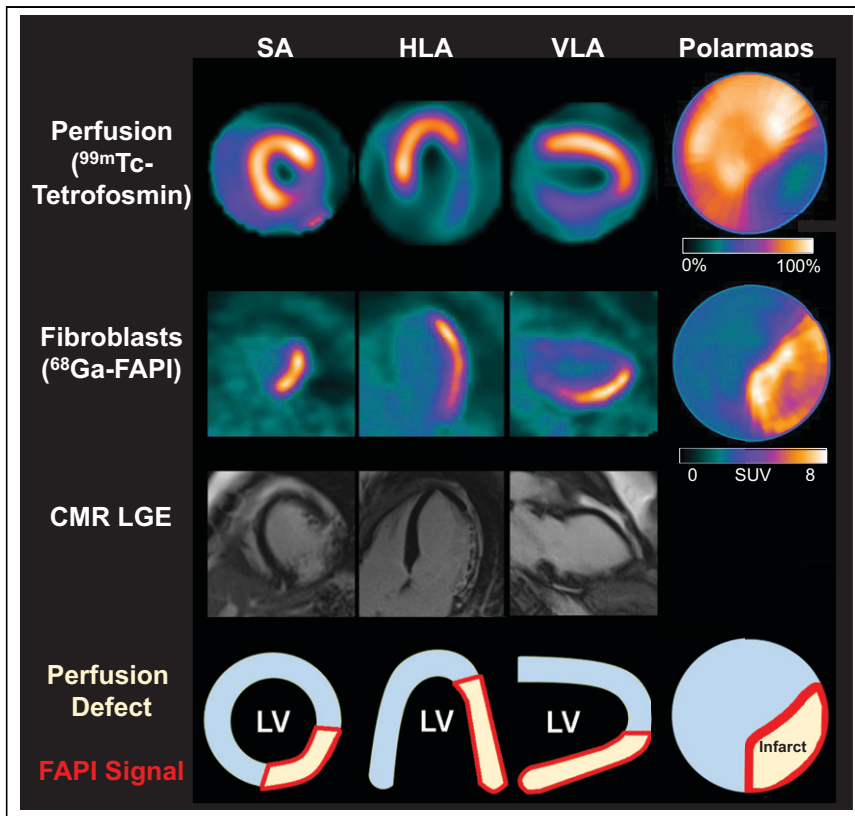 SA HLA VLA Polarmaps
Perfusion
(⁹⁹ᵐTc-
Tetrofosmin)
0% 100%
Fibroblasts
(⁶⁸Ga-FAPI)
0 SUV 8
CMR LGE
Perfusion
Defect
LV LV LV
Infarct
FAPI Signal